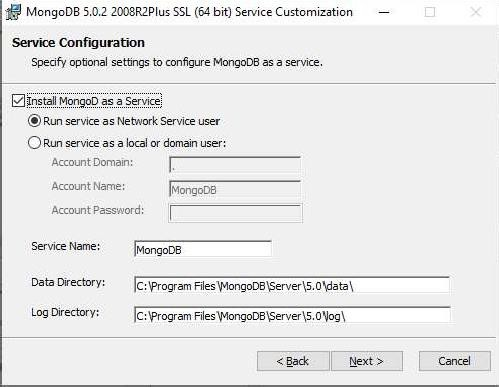 MongoDB 5.0.2 2008R2Plus SSL (64 bit) Service Customization
Service Configuration
Specify optional settings to configure MongoDB as a service.
Install MongoD as a Service
Run service as Network Service user
Run service as a local or domain user:
Account Domain: .
Account Name: MongoDB
Account Password:
Service Name: MongoDB
Data Directory: C:\Program Files\MongoDB\Server\5.0\data\
Log Directory: C:\Program Files\MongoDB\Server\5.0\log\
< Back Next > Cancel